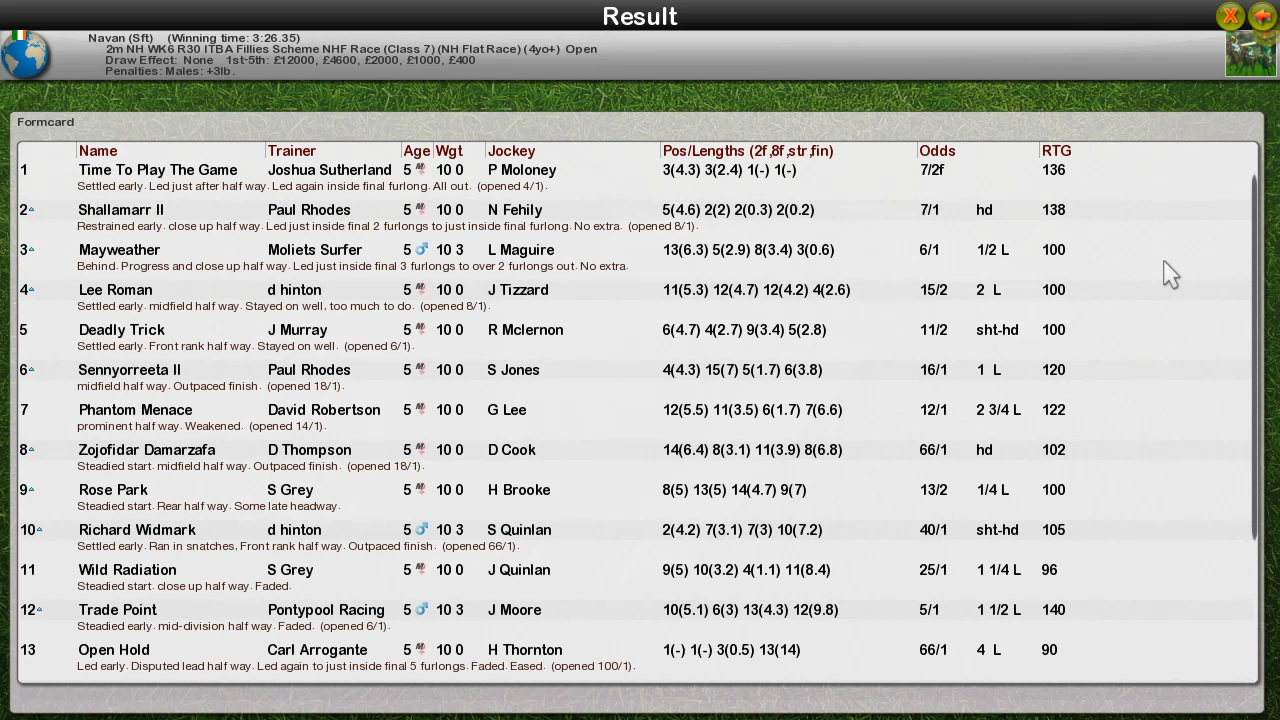 Result
Navan (Sft) (Winning time: 3:26.35)
2m NH WK6 R30 ITBA Fillies Scheme NHF Race (Class 7) (NH Flat Race) (4yo+) Open
Draw Effect: None 1st-5th: £12000, £4600, £2000, £1000, £400
Penalties: Males: +3lb.
Formcard
Name Trainer Age Wgt Jockey Pos/Lengths (2f,8f,str,fin) Odds RTG
1 Time To Play The Game Joshua Sutherland 5 10 0 P Moloney 3(4.3) 3(2.4) 1(-) 1(-) 7/2f 136
Settled early. Led just after half way. Led again inside final furlong. All out. (opened 4/1).
2 Shallamarr II Paul Rhodes 5 10 0 N Fehily 5(4.6) 2(2) 2(0.3) 2(0.2) 7/1 hd 138
Restrained early. close up half way. Led just inside final 2 furlongs to just inside final furlong. No extra. (opened 8/1).
3 Mayweather Moliets Surfer 5 10 3 L Maguire 13(6.3) 5(2.9) 8(3.4) 3(0.6) 6/1 1/2 L 100
Behind. Progress and close up half way. Led just inside final 3 furlongs to over 2 furlongs out. No extra.
4 Lee Roman d hinton 5 10 0 J Tizzard 11(5.3) 12(4.7) 12(4.2) 4(2.6) 15/2 2 L 100
Settled early. midfield half way. Stayed on well, too much to do. (opened 8/1).
5 Deadly Trick J Murray 5 10 0 R Mclernon 6(4.7) 4(2.7) 9(3.4) 5(2.8) 11/2 sht-hd 100
Settled early. Front rank half way. Stayed on well. (opened 6/1).
6 Sennyorreeta II Paul Rhodes 5 10 0 S Jones 4(4.3) 15(7) 5(1.7) 6(3.8) 16/1 1 L 120
midfield half way. Outpaced finish. (opened 18/1).
7 Phantom Menace David Robertson 5 10 0 G Lee 12(5.5) 11(3.5) 6(1.7) 7(6.6) 12/1 2 3/4 L 122
prominent half way. Weakened. (opened 14/1).
8 Zojofidar Damarzafa D Thompson 5 10 0 D Cook 14(6.4) 8(3.1) 11(3.9) 8(6.8) 66/1 hd 102
Steadied start. midfield half way. Outpaced finish. (opened 18/1).
9 Rose Park S Grey 5 10 0 H Brooke 8(5) 13(5) 14(4.7) 9(7) 13/2 1/4 L 100
Steadied start. Rear half way. Some late headway.
10 Richard Widmark d hinton 5 10 3 S Quinlan 2(4.2) 7(3.1) 7(3) 10(7.2) 40/1 sht-hd 105
Settled early. Ran in snatches, Front rank half way. Outpaced finish. (opened 66/1).
11 Wild Radiation S Grey 5 10 0 J Quinlan 9(5) 10(3.2) 4(1.1) 11(8.4) 25/1 1 1/4 L 96
Steadied start. close up half way. Faded.
12 Trade Point Pontypool Racing 5 10 3 J Moore 10(5.1) 6(3) 13(4.3) 12(9.8) 5/1 1 1/2 L 140
Steadied early. mid-division half way. Faded. (opened 6/1).
13 Open Hold Carl Arrogante 5 10 0 H Thornton 1(-) 1(-) 3(0.5) 13(14) 66/1 4 L 90
Led early. Disputed lead half way. Led again to just inside final 5 furlongs. Faded. Eased. (opened 100/1).